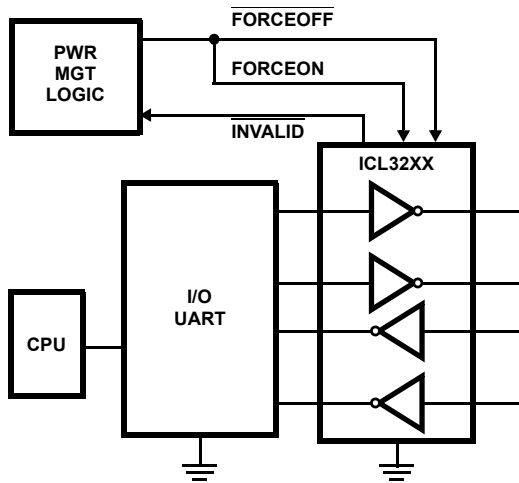 FORCEOFF
PWR
MGT
LOGIC
FORCEON
INVALID
ICL32XX
I/O
UART
CPU